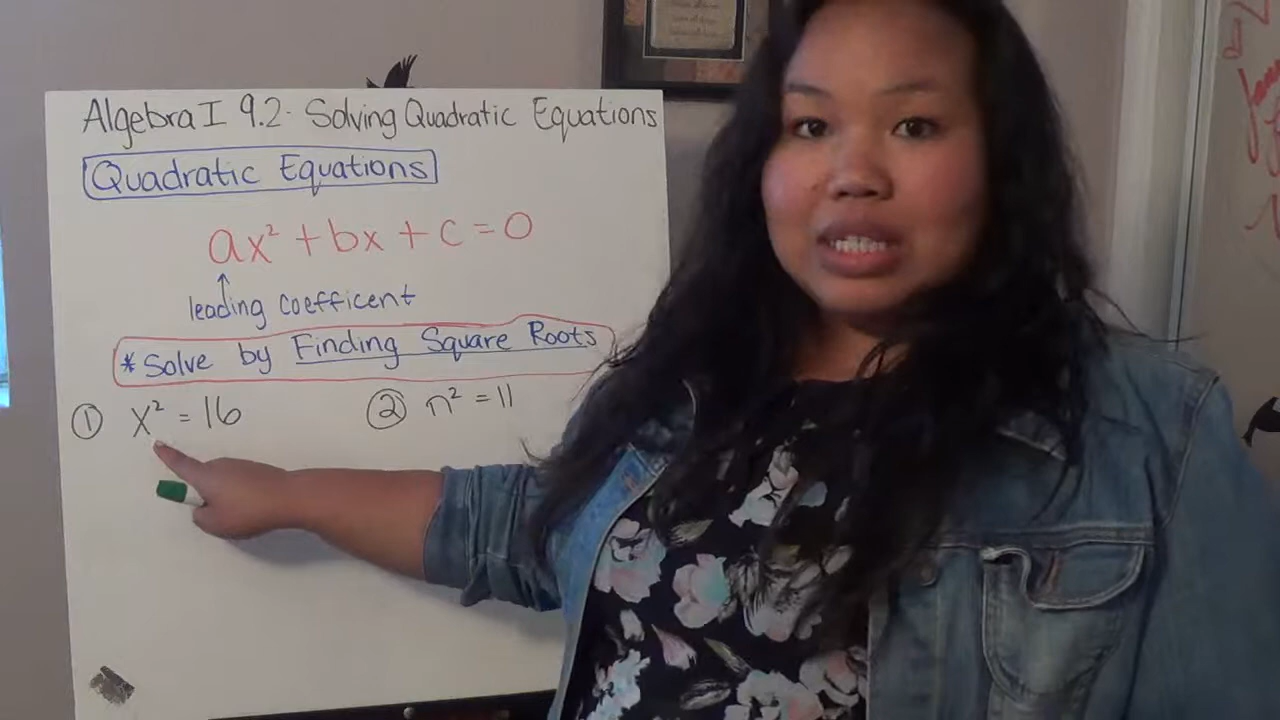 Algebra I 9.2 - Solving Quadratic Equations
Quadratic Equations
ax² + bx + c = 0
leading coefficent
*Solve by Finding Square Roots
① x² = 16 ② n² = 11